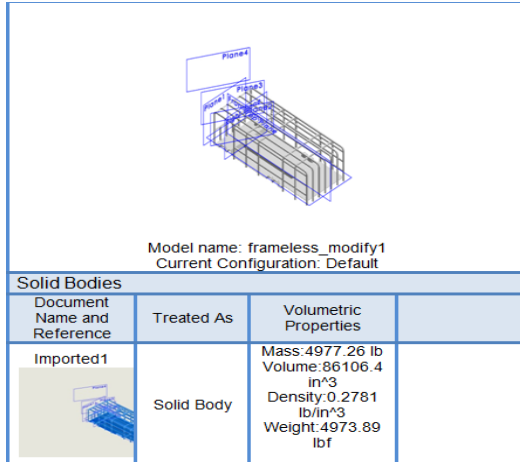 Plane4
Plane3
Plane1
Model name: frameless_modify1
Current Configuration: Default
Solid Bodies
Document
Name and
Reference
Treated As
Volumetric
Properties
Imported1
Solid Body
Mass:4977.26 lb
Volume:86106.4
in^3
Density:0.2781
lb/in^3
Weight:4973.89
lbf